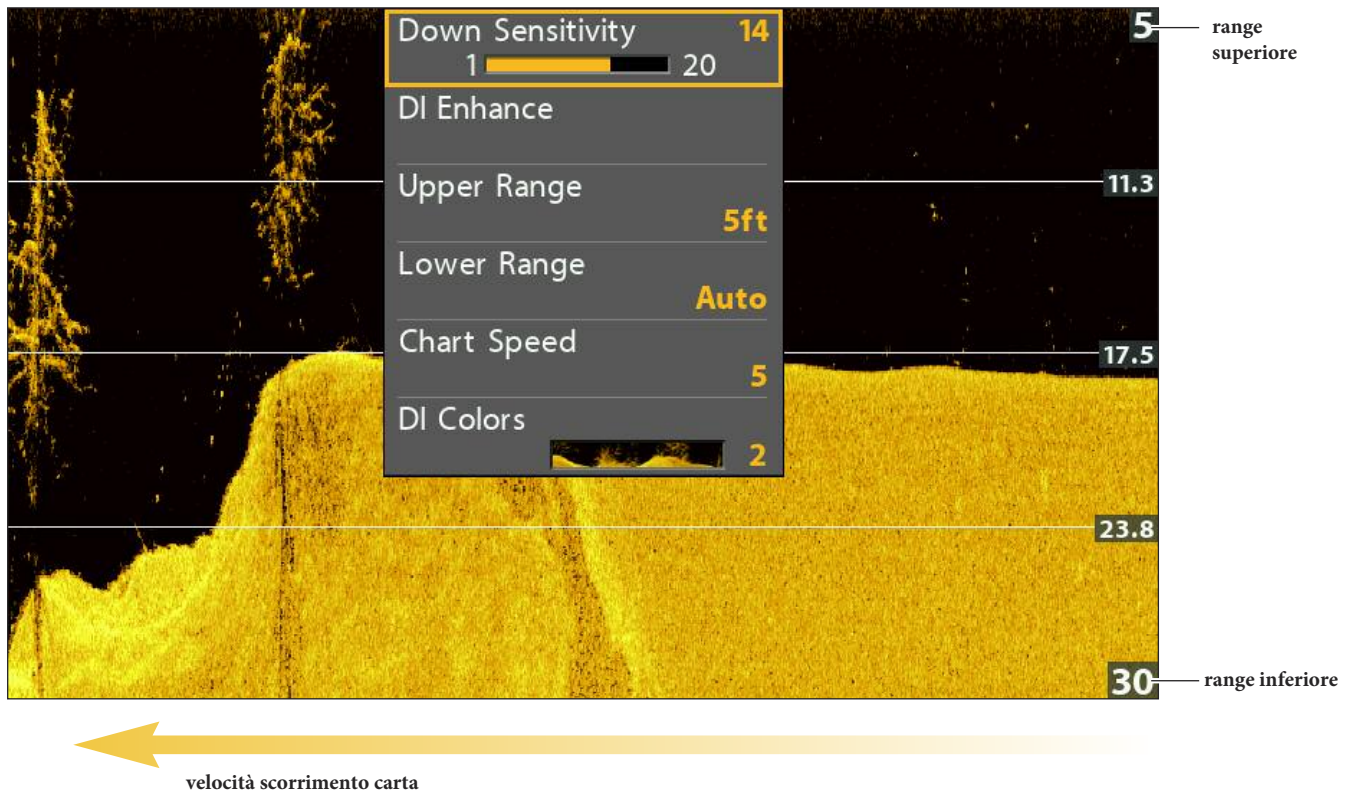 Down Sensitivity 14
1 20
DI Enhance
Upper Range
5ft
Lower Range
Auto
Chart Speed
5
DI Colors
2
5
range
superiore
11.3
17.5
23.8
30
range inferiore
velocità scorrimento carta